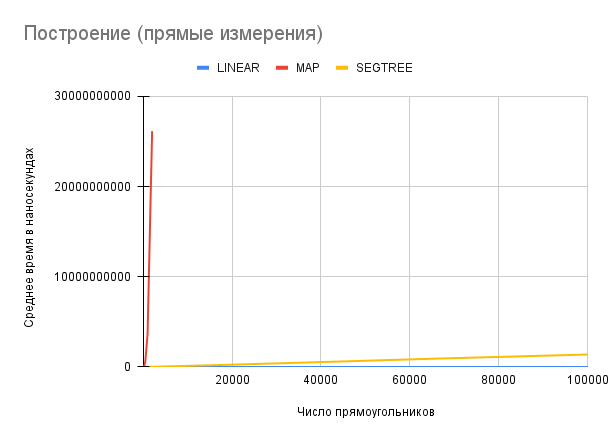 Построение (прямые измерения)
LINEAR MAP SEGTREE
30000000000
20000000000
10000000000
0
Среднее время в наносекундах
20000 40000 60000 80000 100000
Число прямоугольников